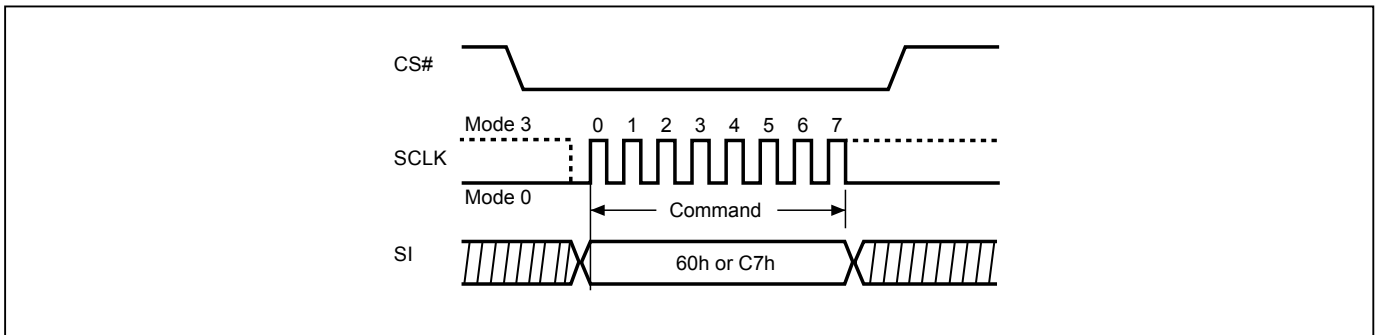 CS#
Mode 3
0 1 2 3 4 5 6 7
SCLK
Mode 0
Command
SI
60h or C7h